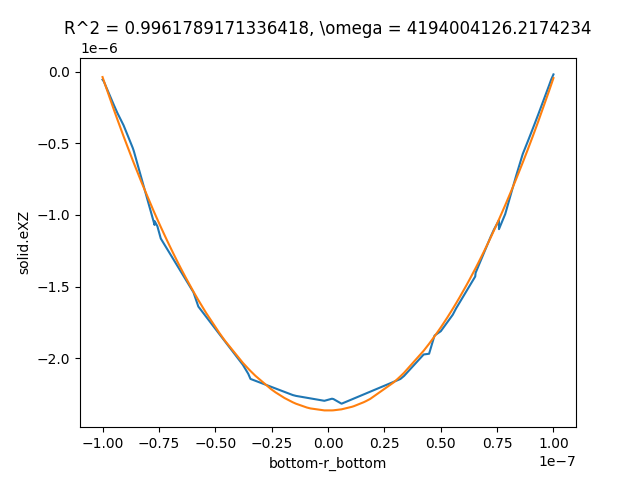 R^2 = 0.9961789171336418, \omega = 4194004126.2174234
1e−6
0.0
−0.5
−1.0
−1.5
−2.0
solid.eXZ
−1.00 −0.75 −0.50 −0.25 0.00 0.25 0.50 0.75 1.00
bottom-r_bottom
1e−7